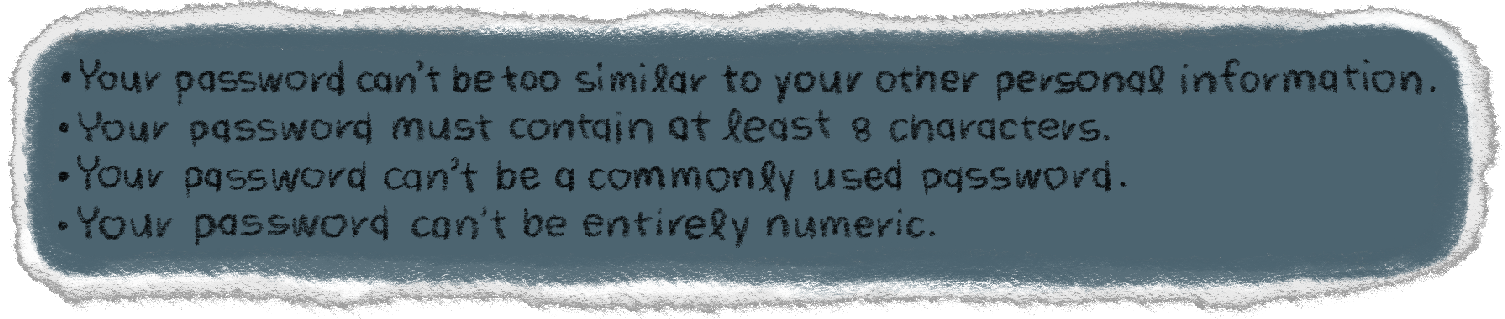 •Your password can't be too similar to your other personal information.
•Your password must contain at least 8 characters.
•Your password can't be a commonly used password.
•Your password can't be entirely numeric.